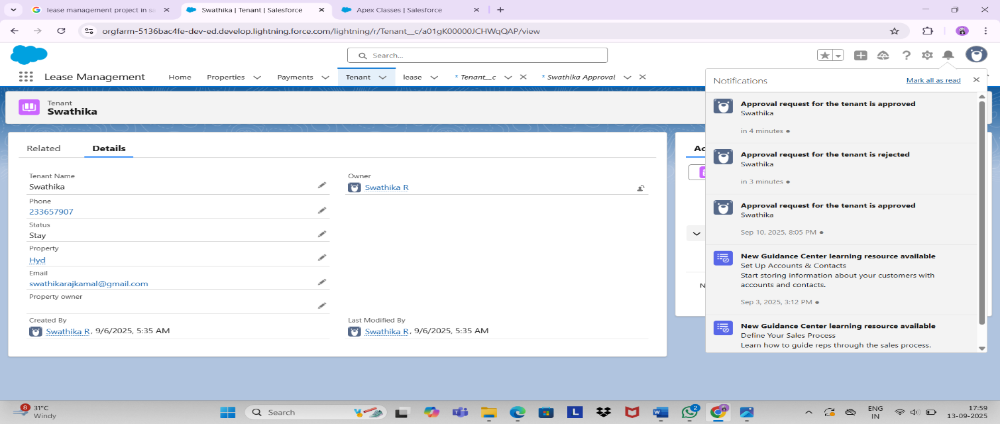 lease management project in sa
Swathika | Tenant | Salesforce
Apex Classes | Salesforce
orgfarm-5136bac4fe-dev-ed.develop.lightning.force.com/lightning/r/Tenant__c/a01gK00000JCHWqQAP/view
Search...
Lease Management
Home
Properties
Payments
Tenant
lease
* Tenant__c
* Swathika Approval
Tenant
Swathika
Related
Details
Tenant Name
Swathika
Owner
Swathika R
Phone
233657907
Status
Stay
Property
Hyd
Email
swathikarajkamal@gmail.com
Property owner
Created By
Swathika R, 9/6/2025, 5:35 AM
Last Modified By
Swathika R, 9/6/2025, 5:35 AM
Ac
N
Notifications
Mark all as read
Approval request for the tenant is approved
Swathika
in 4 minutes •
Approval request for the tenant is rejected
Swathika
in 3 minutes •
Approval request for the tenant is approved
Swathika
Sep 10, 2025, 8:05 PM •
New Guidance Center learning resource available
Set Up Accounts & Contacts
Start storing information about your customers with
accounts and contacts.
Sep 3, 2025, 3:12 PM •
New Guidance Center learning resource available
Define Your Sales Process
Learn how to guide reps through the sales process.
8
31°C
Windy
Search
L
W
2
ENG
IN
17:59
13-09-2025